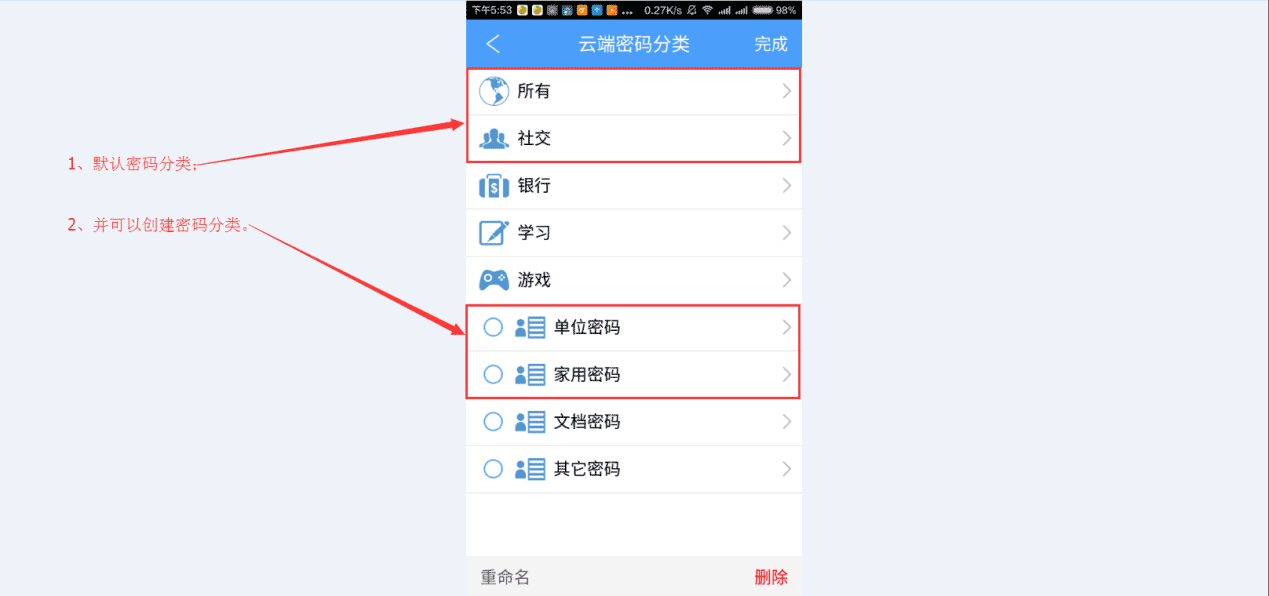 下午5:53 ... 0.27K/s 98%
云端密码分类 完成
所有
社交
1、默认密码分类;
银行
2、并可以创建密码分类。
学习
游戏
单位密码
家用密码
文档密码
其它密码
重命名 删除